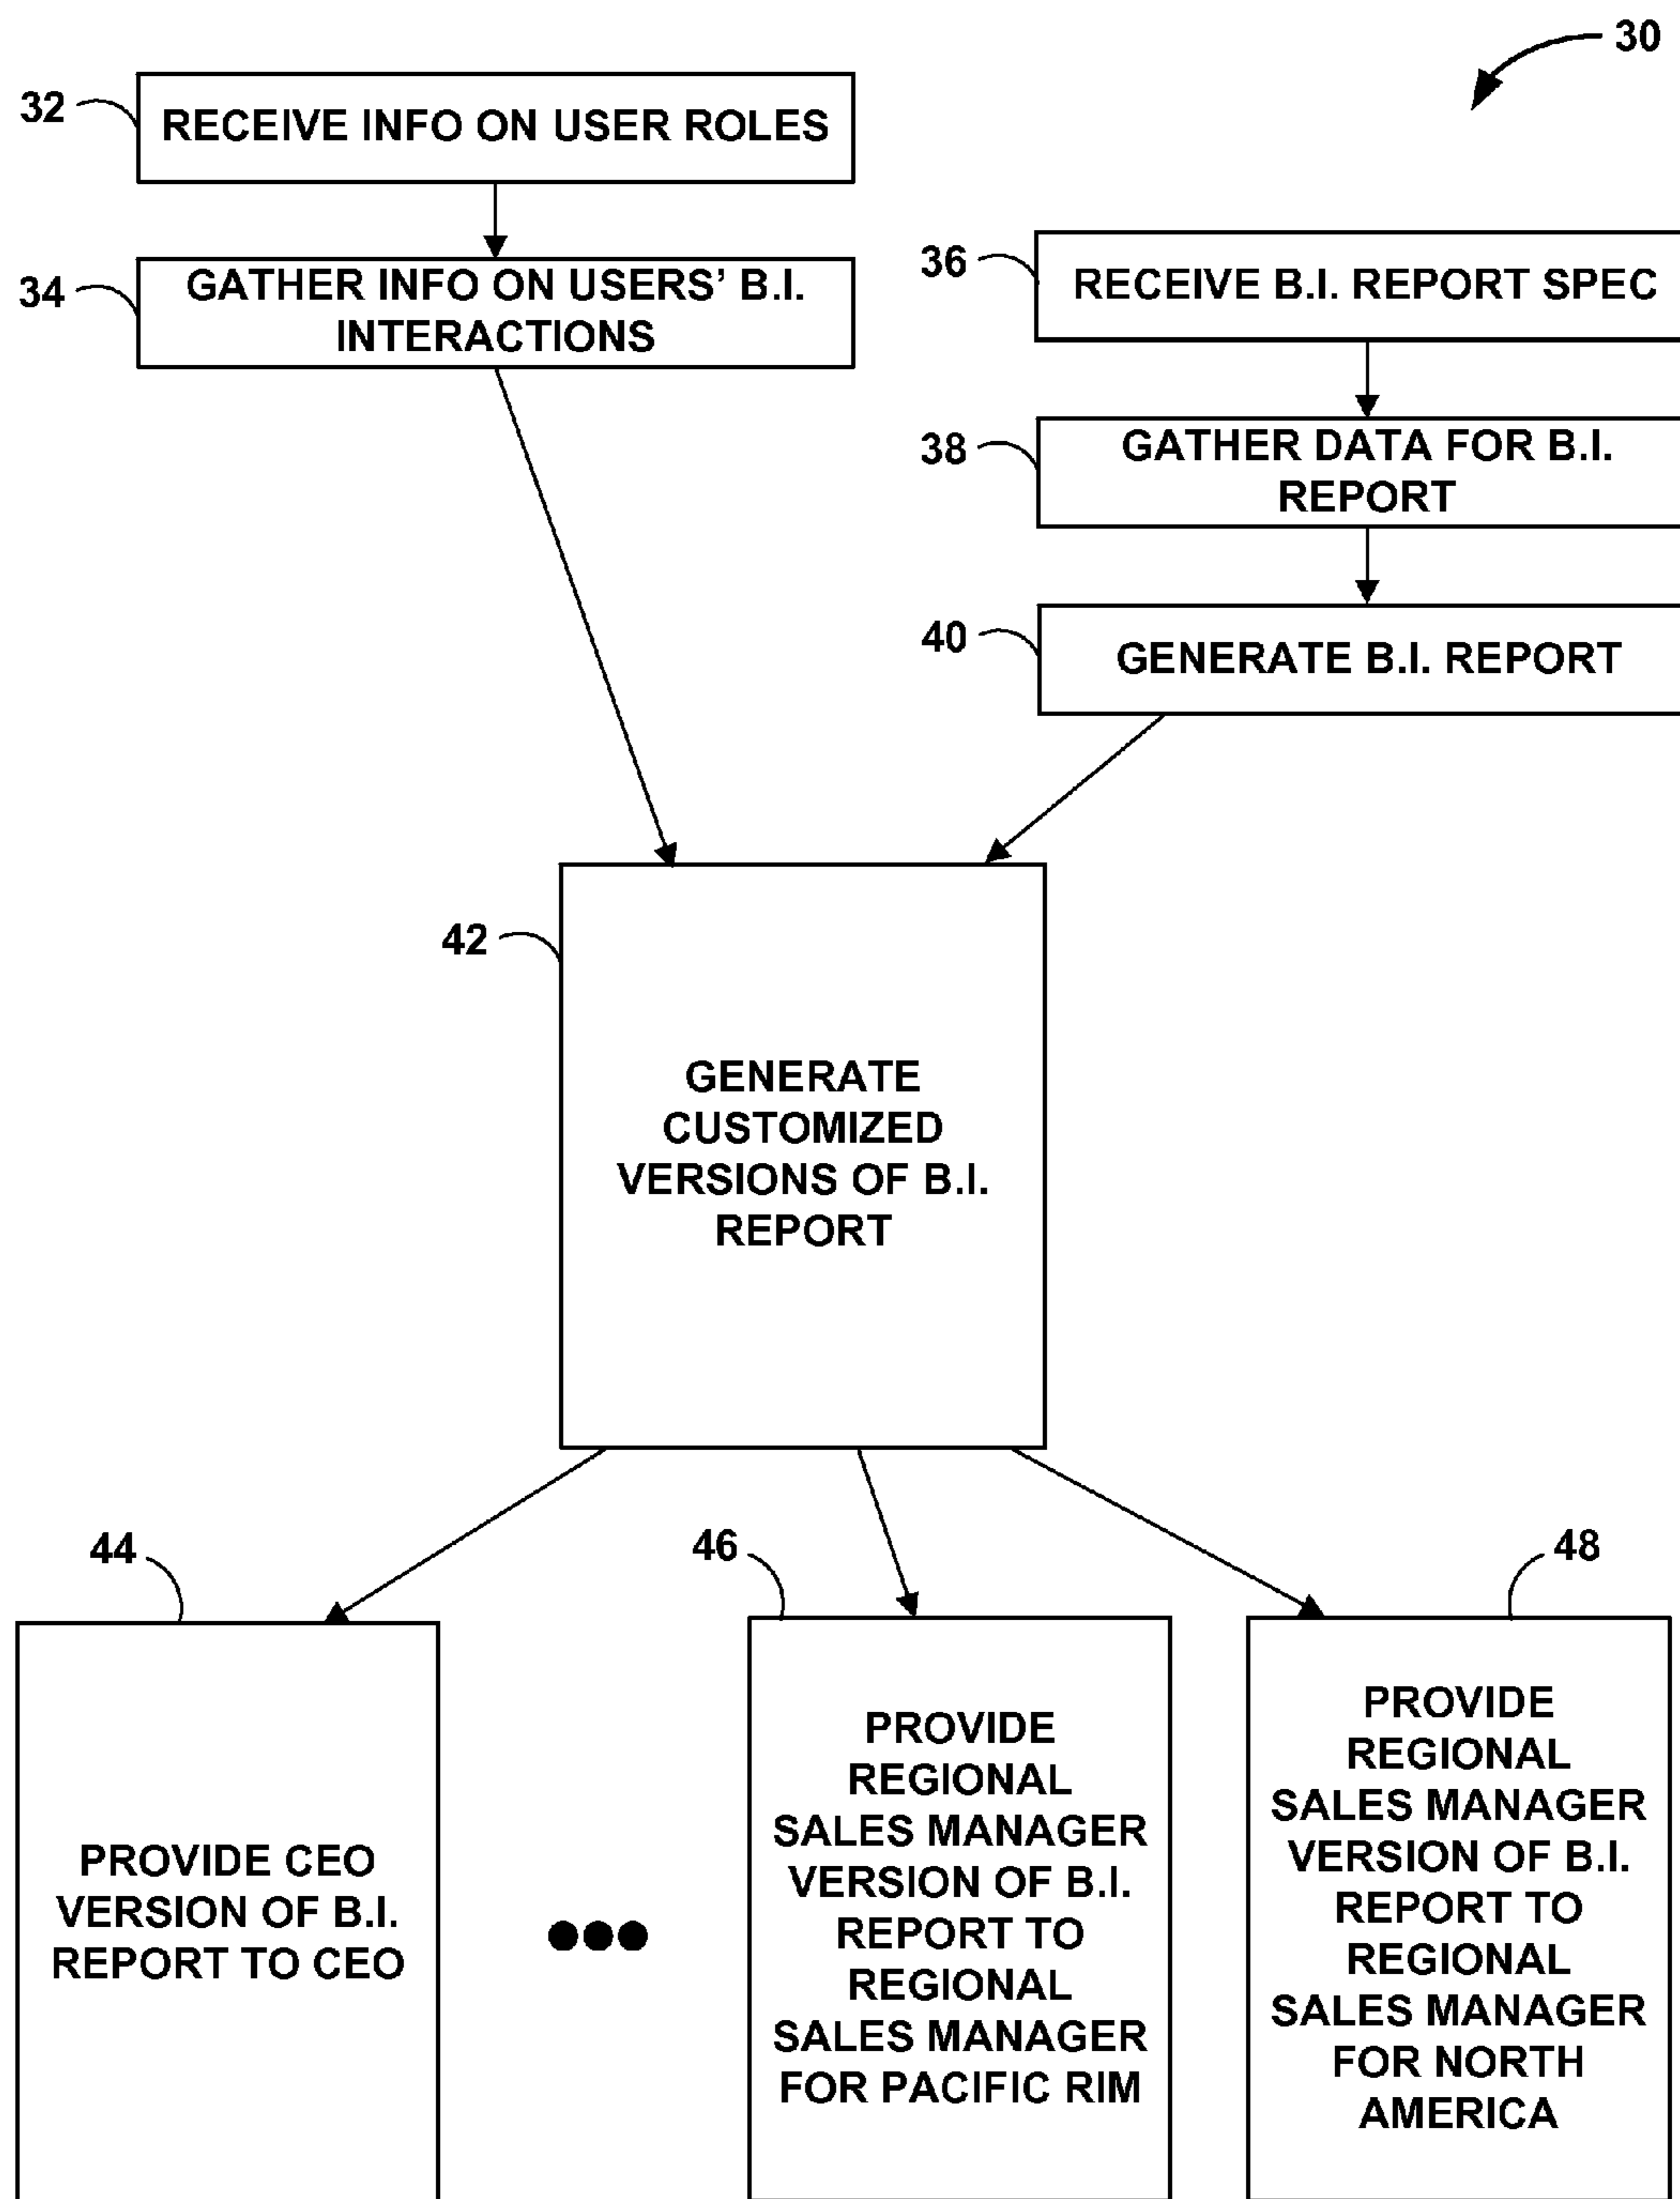 30
32
RECEIVE INFO ON USER ROLES
34
GATHER INFO ON USERS’ B.I.
INTERACTIONS
36
RECEIVE B.I. REPORT SPEC
38
GATHER DATA FOR B.I.
REPORT
40
GENERATE B.I. REPORT
42
GENERATE
CUSTOMIZED
VERSIONS OF B.I.
REPORT
44
PROVIDE CEO
VERSION OF B.I.
REPORT TO CEO
46
PROVIDE
REGIONAL
SALES MANAGER
VERSION OF B.I.
REPORT TO
REGIONAL
SALES MANAGER
FOR PACIFIC RIM
48
PROVIDE
REGIONAL
SALES MANAGER
VERSION OF B.I.
REPORT TO
REGIONAL
SALES MANAGER
FOR NORTH
AMERICA